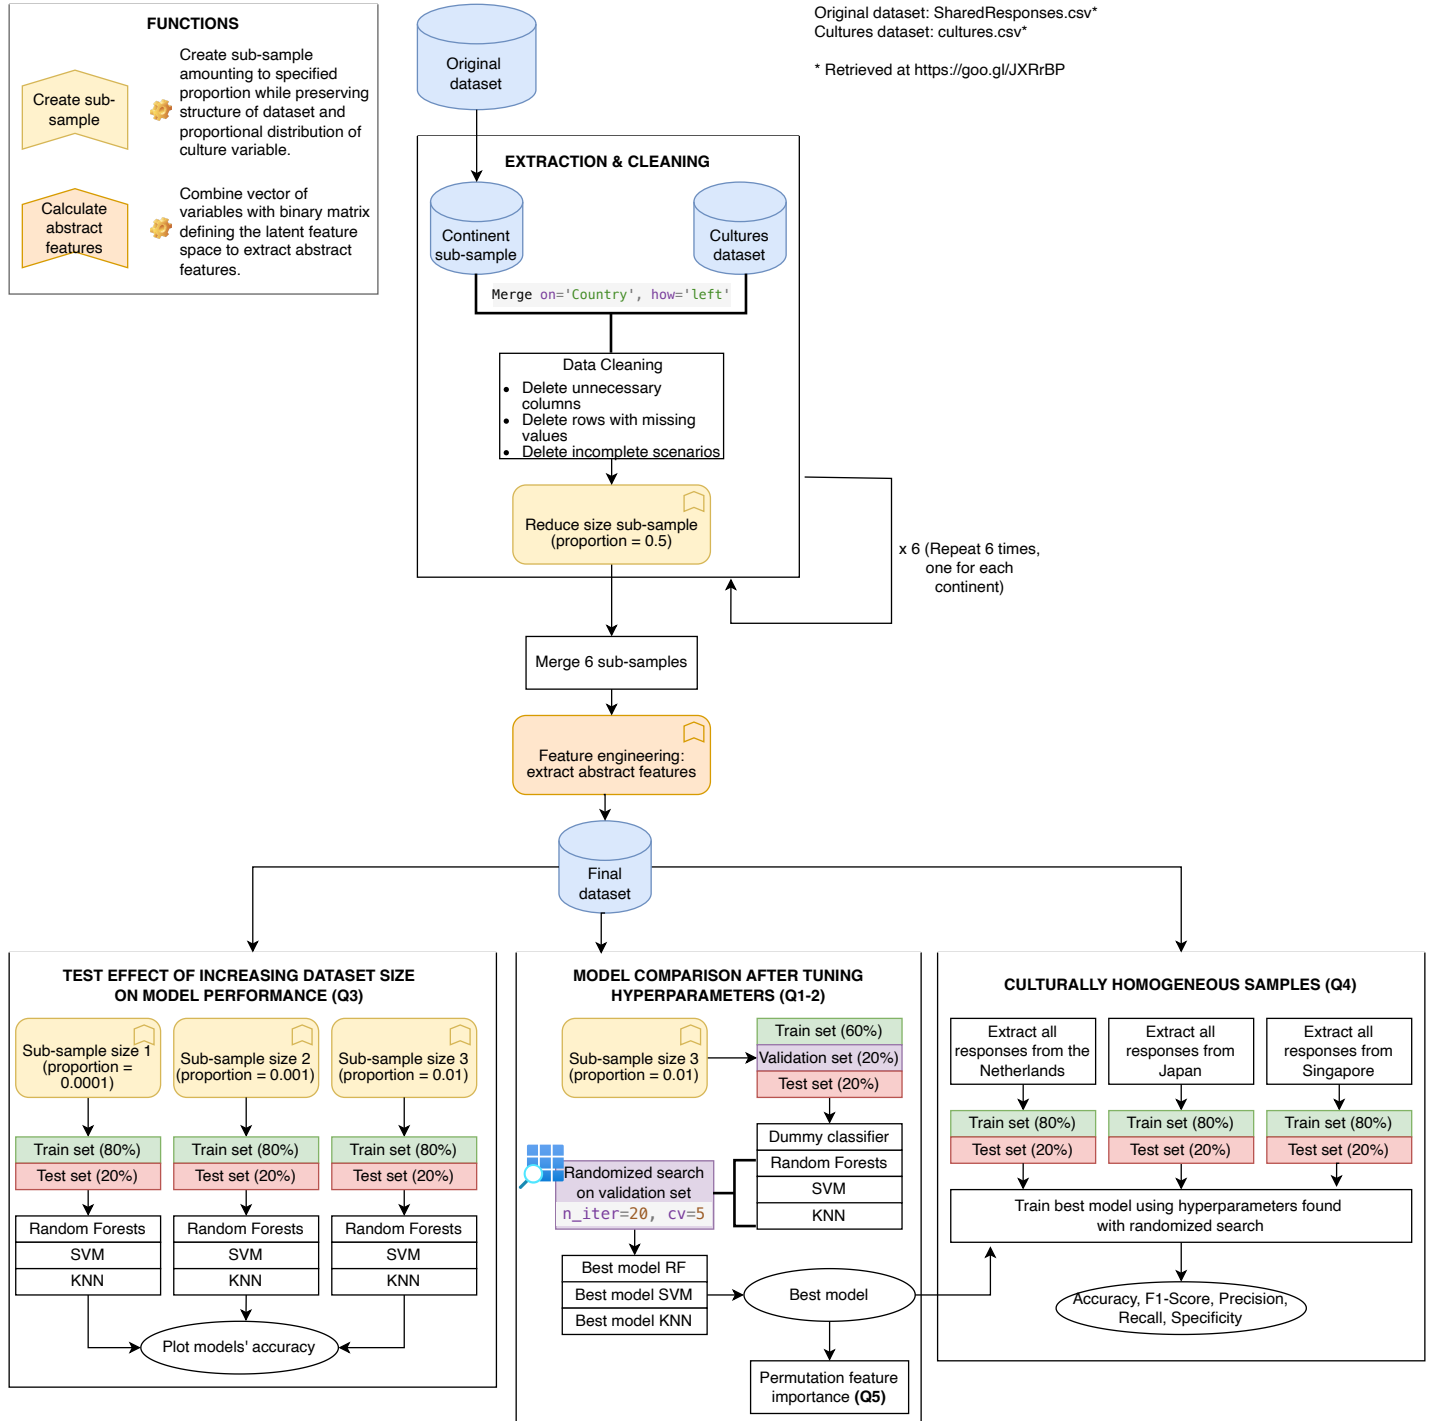 FUNCTIONS
Create sub-
sample
Create sub-sample
amounting to specified
proportion while preserving
structure of dataset and
proportional distribution of
culture variable.
Calculate
abstract
features
Combine vector of
variables with binary matrix
defining the latent feature
space to extract abstract
features.
Original
dataset
Original dataset: SharedResponses.csv*
Cultures dataset: cultures.csv*
* Retrieved at https://goo.gl/JXRrBP
EXTRACTION & CLEANING
Continent
sub-sample
Cultures
dataset
Merge on='Country', how='left'
Data Cleaning
• Delete unnecessary
columns
• Delete rows with missing
values
• Delete incomplete scenarios
Reduce size sub-sample
(proportion = 0.5)
x 6 (Repeat 6 times,
one for each
continent)
Merge 6 sub-samples
Feature engineering:
extract abstract features
Final
dataset
TEST EFFECT OF INCREASING DATASET SIZE
ON MODEL PERFORMANCE (Q3)
Sub-sample size 1
(proportion =
0.0001)
Sub-sample size 2
(proportion = 0.001)
Sub-sample size 3
(proportion = 0.01)
Train set (80%)
Test set (20%)
Train set (80%)
Test set (20%)
Train set (80%)
Test set (20%)
Random Forests
SVM
KNN
Random Forests
SVM
KNN
Random Forests
SVM
KNN
Plot models' accuracy
MODEL COMPARISON AFTER TUNING
HYPERPARAMETERS (Q1-2)
Sub-sample size 3
(proportion = 0.01)
Train set (60%)
Validation set (20%)
Test set (20%)
Dummy classifier
Random Forests
SVM
KNN
Randomized search
on validation set
n_iter=20, cv=5
Best model RF
Best model SVM
Best model KNN
Best model
Permutation feature
importance (Q5)
CULTURALLY HOMOGENEOUS SAMPLES (Q4)
Extract all
responses from the
Netherlands
Extract all
responses from
Japan
Extract all
responses from
Singapore
Train set (80%)
Test set (20%)
Train set (80%)
Test set (20%)
Train set (80%)
Test set (20%)
Train best model using hyperparameters found
with randomized search
Accuracy, F1-Score, Precision,
Recall, Specificity